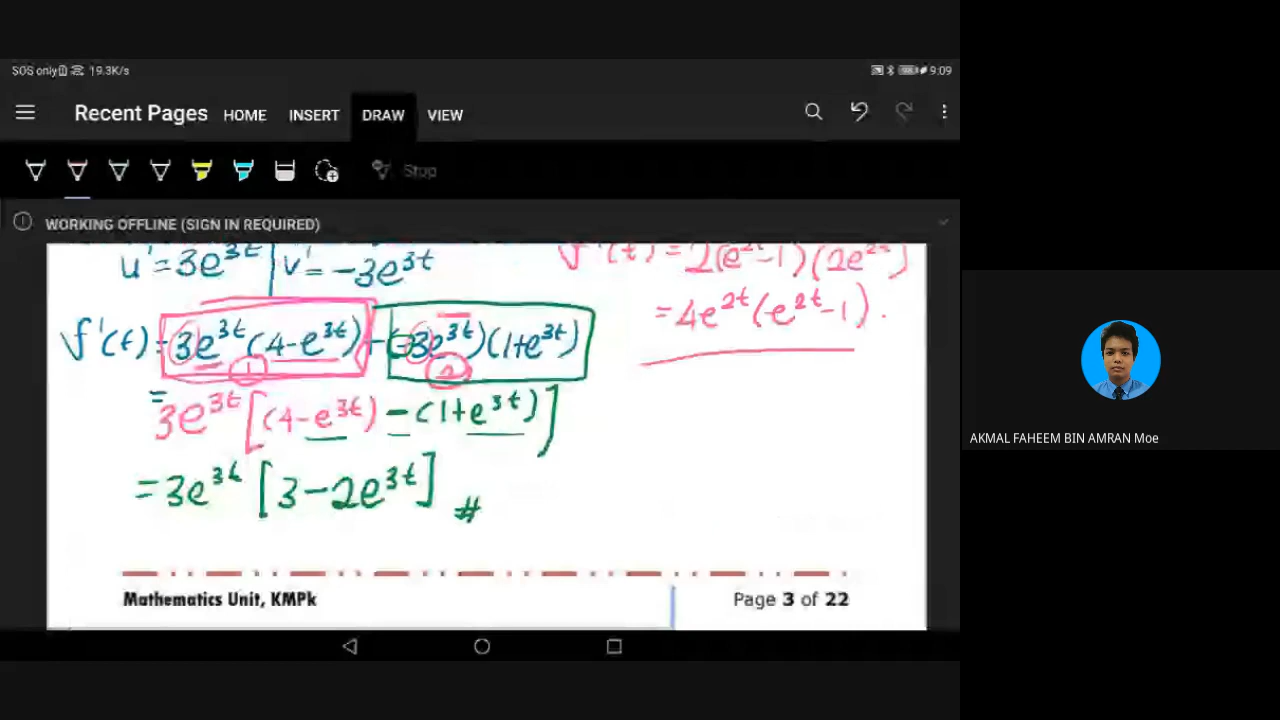 SOS only 19.3K/s 9:09
Recent Pages HOME INSERT DRAW VIEW
Stop
WORKING OFFLINE (SIGN IN REQUIRED)
u' = 3e^3t | v' = -3e^3t
f'(t) = 3e^3t (4-e^3t) + (-3e^3t)(1+e^3t)
1 2
= 3e^3t [(4-e^3t) - (1+e^3t)]
= 3e^3t [3-2e^3t] #
f'(t) = 2(e^2t-1)(2e^2t)
= 4e^2t (e^2t-1).
Mathematics Unit, KMPk Page 3 of 22
AKMAL FAHEEM BIN AMRAN Moe